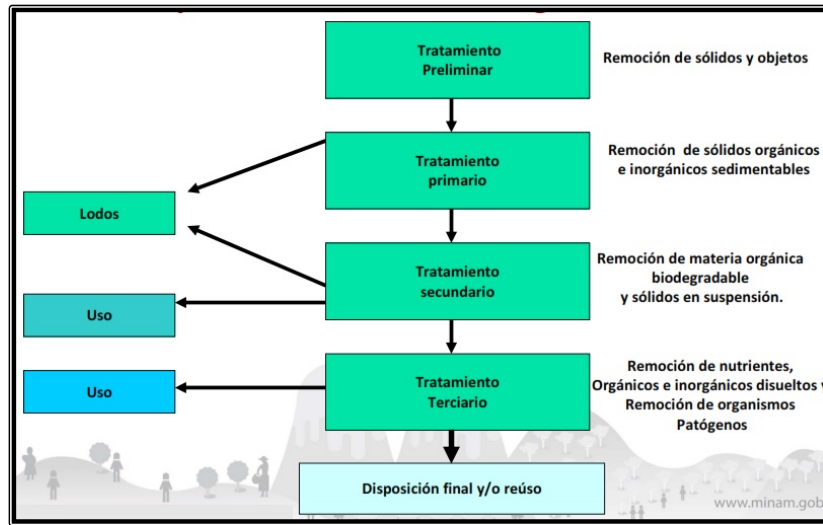 Tratamiento
Preliminar
Remoción de sólidos y objetos
Tratamiento
primario
Remoción de sólidos orgánicos
e inorgánicos sedimentables
Lodos
Tratamiento
secundario
Remoción de materia orgánica
biodegradable
y sólidos en suspensión.
Uso
Tratamiento
Terciario
Remoción de nutrientes,
Orgánicos e inorgánicos disueltos y
Remoción de organismos
Patógenos
Uso
Disposición final y/o reúso
www.minam.gob